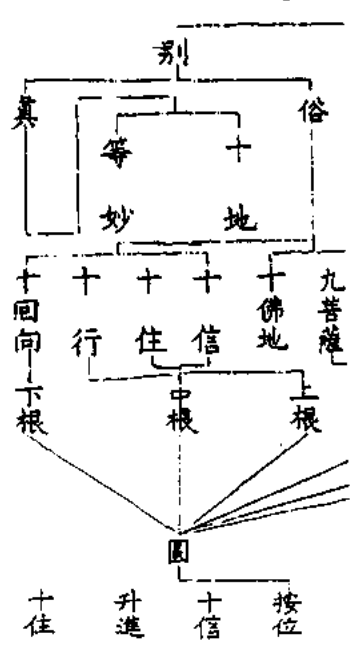 別
真 俗
等妙 十地
十回向 十行 十住 十信 十佛地 九菩薩
下根 中根 上根
圓
十住 升進 十信 按位